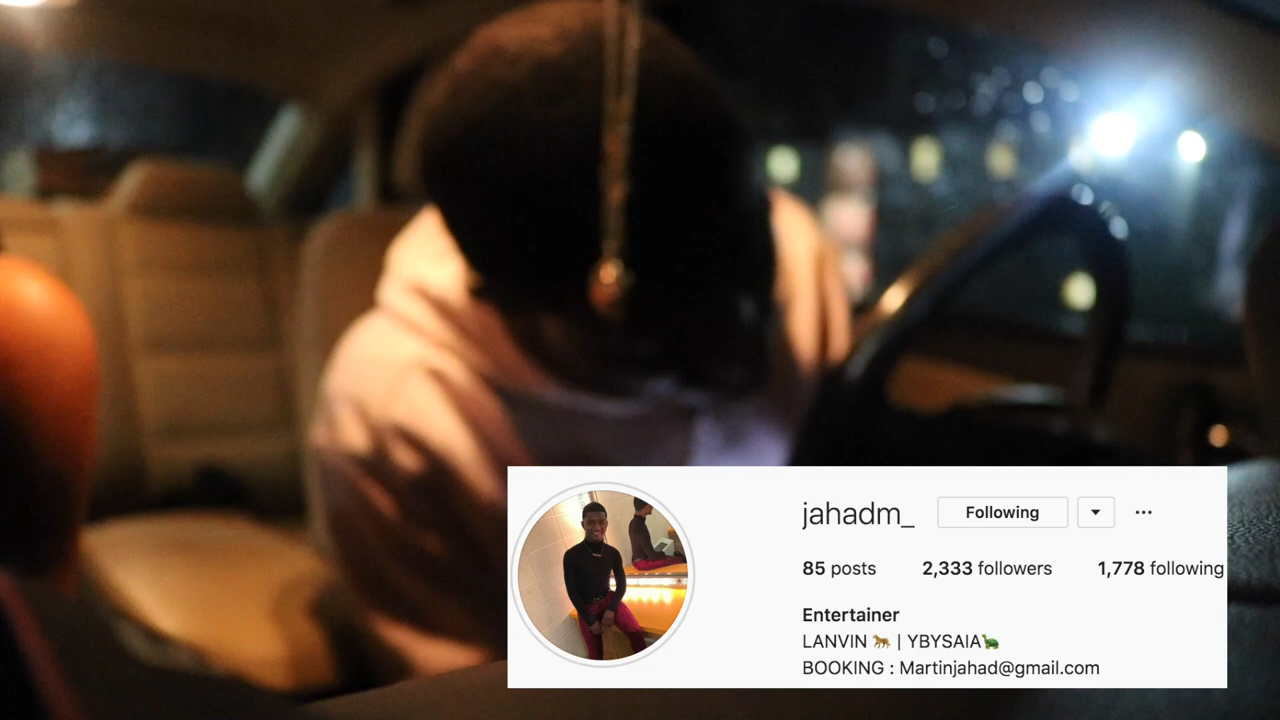 jahadm_ Following
85 posts 2,333 followers 1,778 following
Entertainer
LANVIN 🐆 | YBYSAIA🐢
BOOKING : Martinjahad@gmail.com